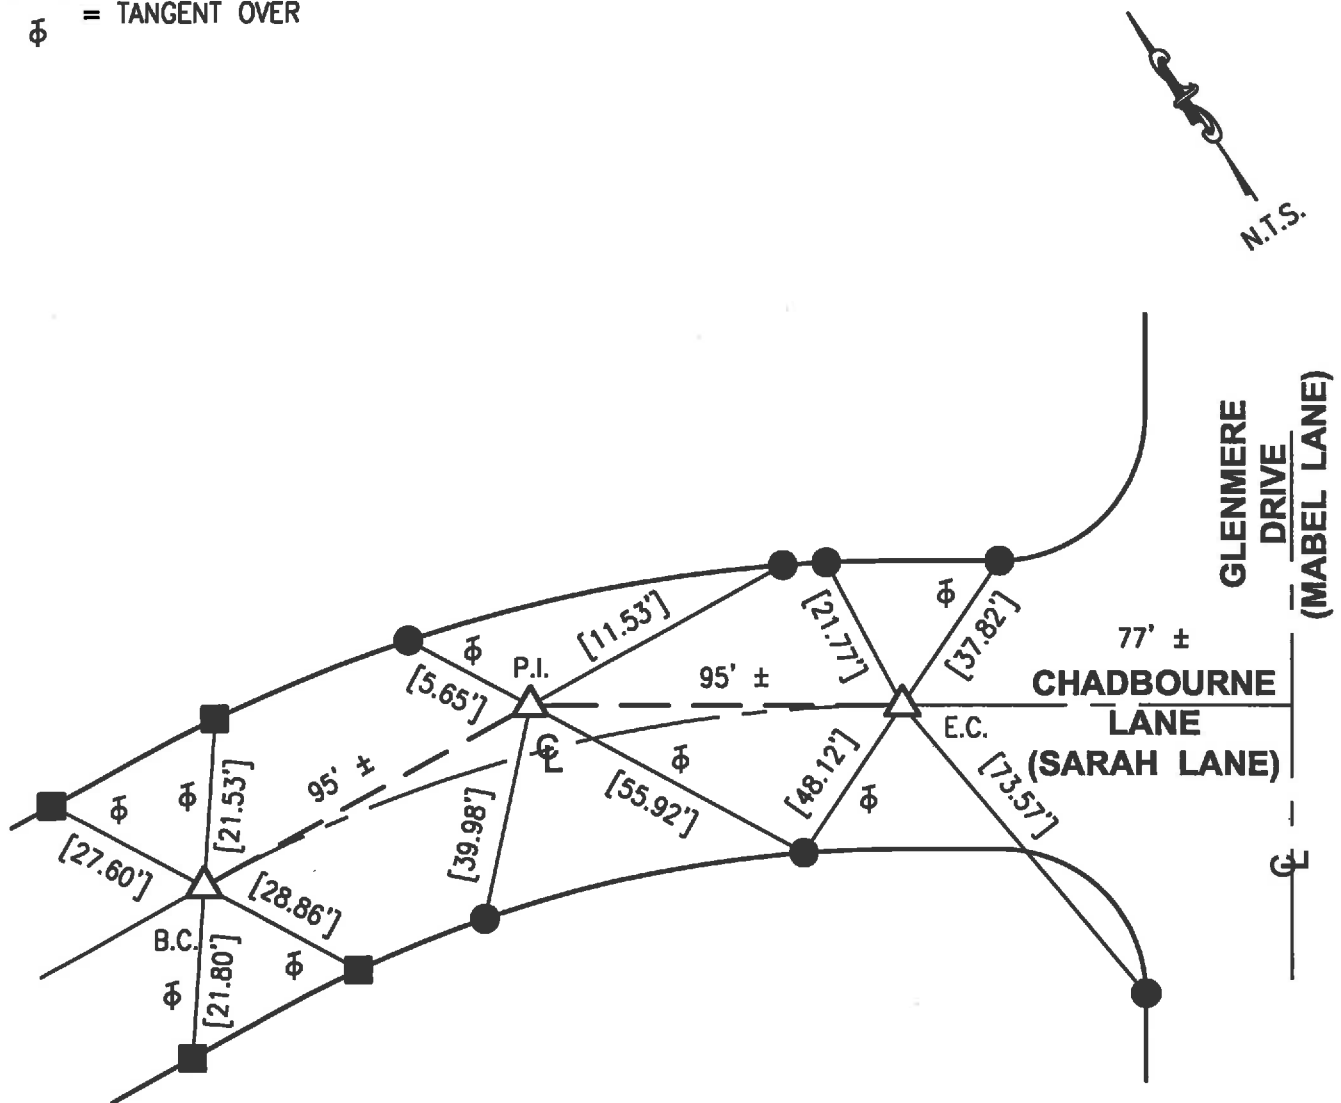 ⌽ = TANGENT OVER
N.T.S.
GLENMERE
DRIVE
(MABEL LANE)
[11.53']
[21.77']
⌽
[37.82']
77' ±
⌽
P.I.
[5.65']
95' ±
CHADBOURNE
LANE
(SARAH LANE)
E.C.
℄
⌽
[55.92']
[48.12']
⌽
[73.57']
℄
95' ±
[39.98']
⌽
⌽
[21.53']
[27.60']
[28.86']
B.C.
⌽
⌽
[21.80']